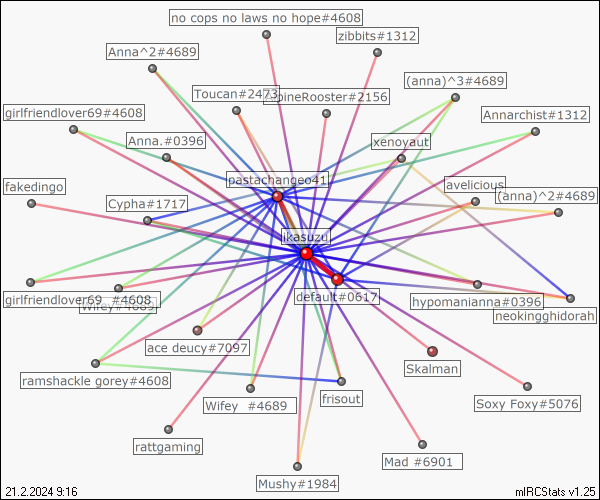 no cops no laws no hope#4608
zibbits#1312
Anna^2#4689
(anna)^3#4689
Toucan#2473
pineRooster#2156
girlfriendlover69#4608
Annarchist#1312
Anna.#0396
xenoyaut
pastachangeo41
fakedingo
avelicious
Cypha#1717
(anna)^2#4689
ikasuzu
default#0617
girlfriendlover69__#4608
Wifey#4689
hypomanianna#0396
neokingghidorah
ace deucy#7097
Skalman
ramshackle gorey#4608
Wifey__#4689
frisout
Soxy Foxy#5076
rattgaming
Mad #6901
Mushy#1984
21.2.2024 9:16
mIRCStats v1.25